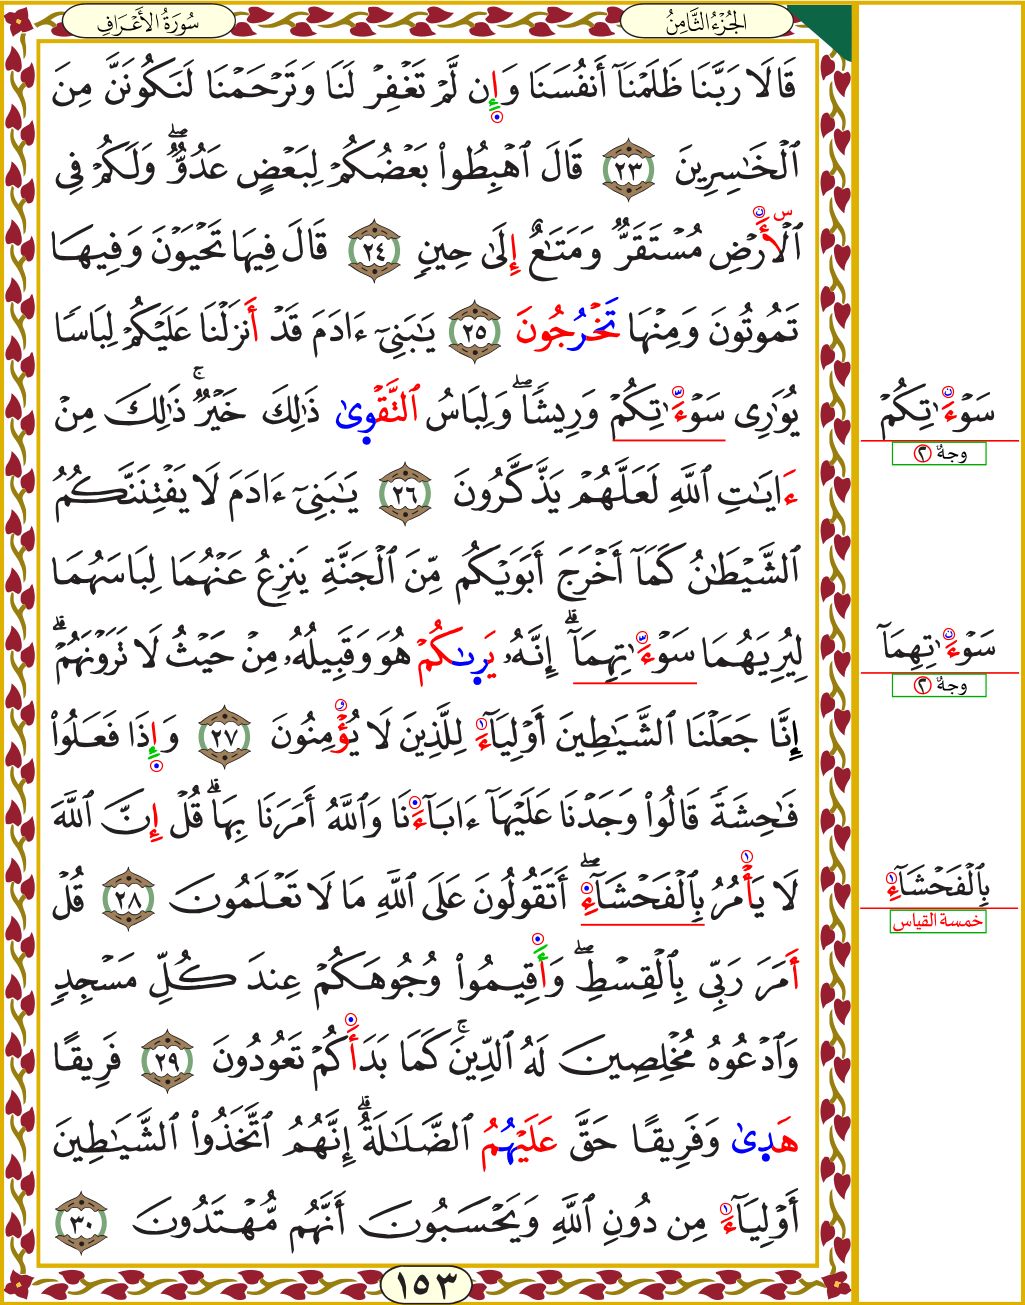 سُورَةُ الأَعْرَافِ
الجُزْءُ الثَّامِنُ
قَالَا رَبَّنَا ظَلَمْنَآ أَنفُسَنَا وَإِن لَّمْ تَغْفِرْ لَنَا وَتَرْحَمْنَا لَنَكُونَنَّ مِنَ
ٱلْخَـٰسِرِينَ ٢٣ قَالَ ٱهْبِطُوا۟ بَعْضُكُمْ لِبَعْضٍ عَدُوٌّ ۖ وَلَكُمْ فِى
ٱلْأَرْضِ مُسْتَقَرٌّ وَمَتَـٰعٌ إِلَىٰ حِينٍ ٢٤ قَالَ فِيهَا تَحْيَوْنَ وَفِيهَا
تَمُوتُونَ وَمِنْهَا تَخْرُجُونَ ٢٥ يَـٰبَنِىٓ ءَادَمَ قَدْ أَنزَلْنَا عَلَيْكُمْ لِبَاسًا
يُوَٰرِى سَوْءَٰتِكُمْ وَرِيشًا ۖ وَلِبَاسُ ٱلتَّقْوِىٰ ذَٰلِكَ خَيْرٌ ۚ ذَٰلِكَ مِنْ
ءَايَـٰتِ ٱللَّهِ لَعَلَّهُمْ يَذَّكَّرُونَ ٢٦ يَـٰبَنِىٓ ءَادَمَ لَا يَفْتِنَنَّكُمُ
ٱلشَّيْطَـٰنُ كَمَآ أَخْرَجَ أَبَوَيْكُم مِّنَ ٱلْجَنَّةِ يَنزِعُ عَنْهُمَا لِبَاسَهُمَا
لِيُرِيَهُمَا سَوْءَٰتِهِمَآ ۗ إِنَّهُۥ يَرِىٰكُمْ هُوَ وَقَبِيلُهُۥ مِنْ حَيْثُ لَا تَرَوْنَهُمْ ۗ
إِنَّا جَعَلْنَا ٱلشَّيَـٰطِينَ أَوْلِيَآءَ لِلَّذِينَ لَا يُؤْمِنُونَ ٢٧ وَإِذَا فَعَلُوا۟
فَـٰحِشَةً قَالُوا۟ وَجَدْنَا عَلَيْهَآ ءَابَآءَنَا وَٱللَّهُ أَمَرَنَا بِهَا ۗ قُلْ إِنَّ ٱللَّهَ
لَا يَأْمُرُ بِٱلْفَحْشَآءِ ۖ أَتَقُولُونَ عَلَى ٱللَّهِ مَا لَا تَعْلَمُونَ ٢٨ قُلْ
أَمَرَ رَبِّى بِٱلْقِسْطِ ۖ وَأَقِيمُوا۟ وُجُوهَكُمْ عِندَ كُلِّ مَسْجِدٍ
وَٱدْعُوهُ مُخْلِصِينَ لَهُ ٱلدِّينَ ۚ كَمَا بَدَأَكُمْ تَعُودُونَ ٢٩ فَرِيقًا
هَدِىٰ وَفَرِيقًا حَقَّ عَلَيْهُمُ ٱلضَّلَـٰلَةُ ۗ إِنَّهُمُ ٱتَّخَذُوا۟ ٱلشَّيَـٰطِينَ
أَوْلِيَآءَ مِن دُونِ ٱللَّهِ وَيَحْسَبُونَ أَنَّهُم مُّهْتَدُونَ ٣٠
١٥٣
سَوْءَٰتِكُمْ
وجهٌ ٢
سَوْءَٰتِهِمَآ
وجهٌ ٢
بِٱلْفَحْشَآءِ
خمسة القياس